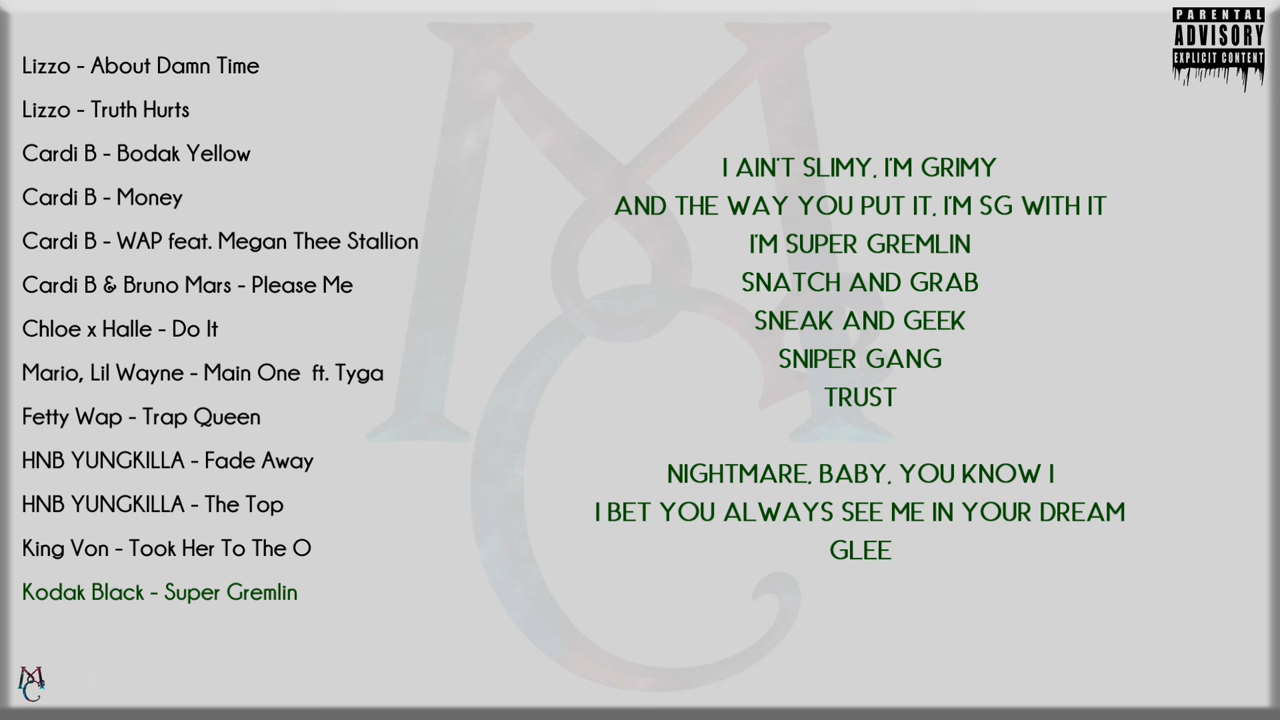 PARENTAL
ADVISORY
EXPLICIT CONTENT
Lizzo - About Damn Time
Lizzo - Truth Hurts
Cardi B - Bodak Yellow
Cardi B - Money
Cardi B - WAP feat. Megan Thee Stallion
Cardi B & Bruno Mars - Please Me
Chloe x Halle - Do It
Mario, Lil Wayne - Main One  ft. Tyga
Fetty Wap - Trap Queen
HNB YUNGKILLA - Fade Away
HNB YUNGKILLA - The Top
King Von - Took Her To The O
Kodak Black - Super Gremlin
I AIN'T SLIMY, I'M GRIMY
AND THE WAY YOU PUT IT, I'M SG WITH IT
I'M SUPER GREMLIN
SNATCH AND GRAB
SNEAK AND GEEK
SNIPER GANG
TRUST
NIGHTMARE, BABY, YOU KNOW I
I BET YOU ALWAYS SEE ME IN YOUR DREAM
GLEE
MC
MC